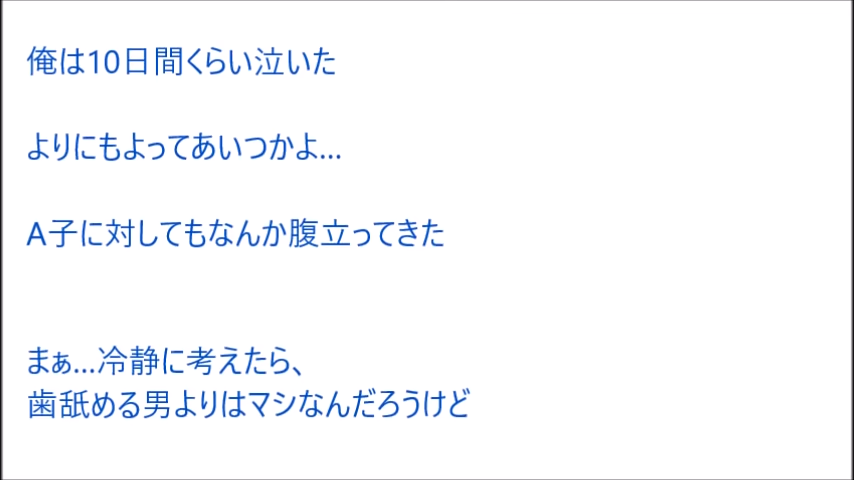 俺は10日間くらい泣いた
よりにもよってあいつかよ…
A子に対してもなんか腹立ってきた
まぁ…冷静に考えたら、
歯舐める男よりはマシなんだろうけど